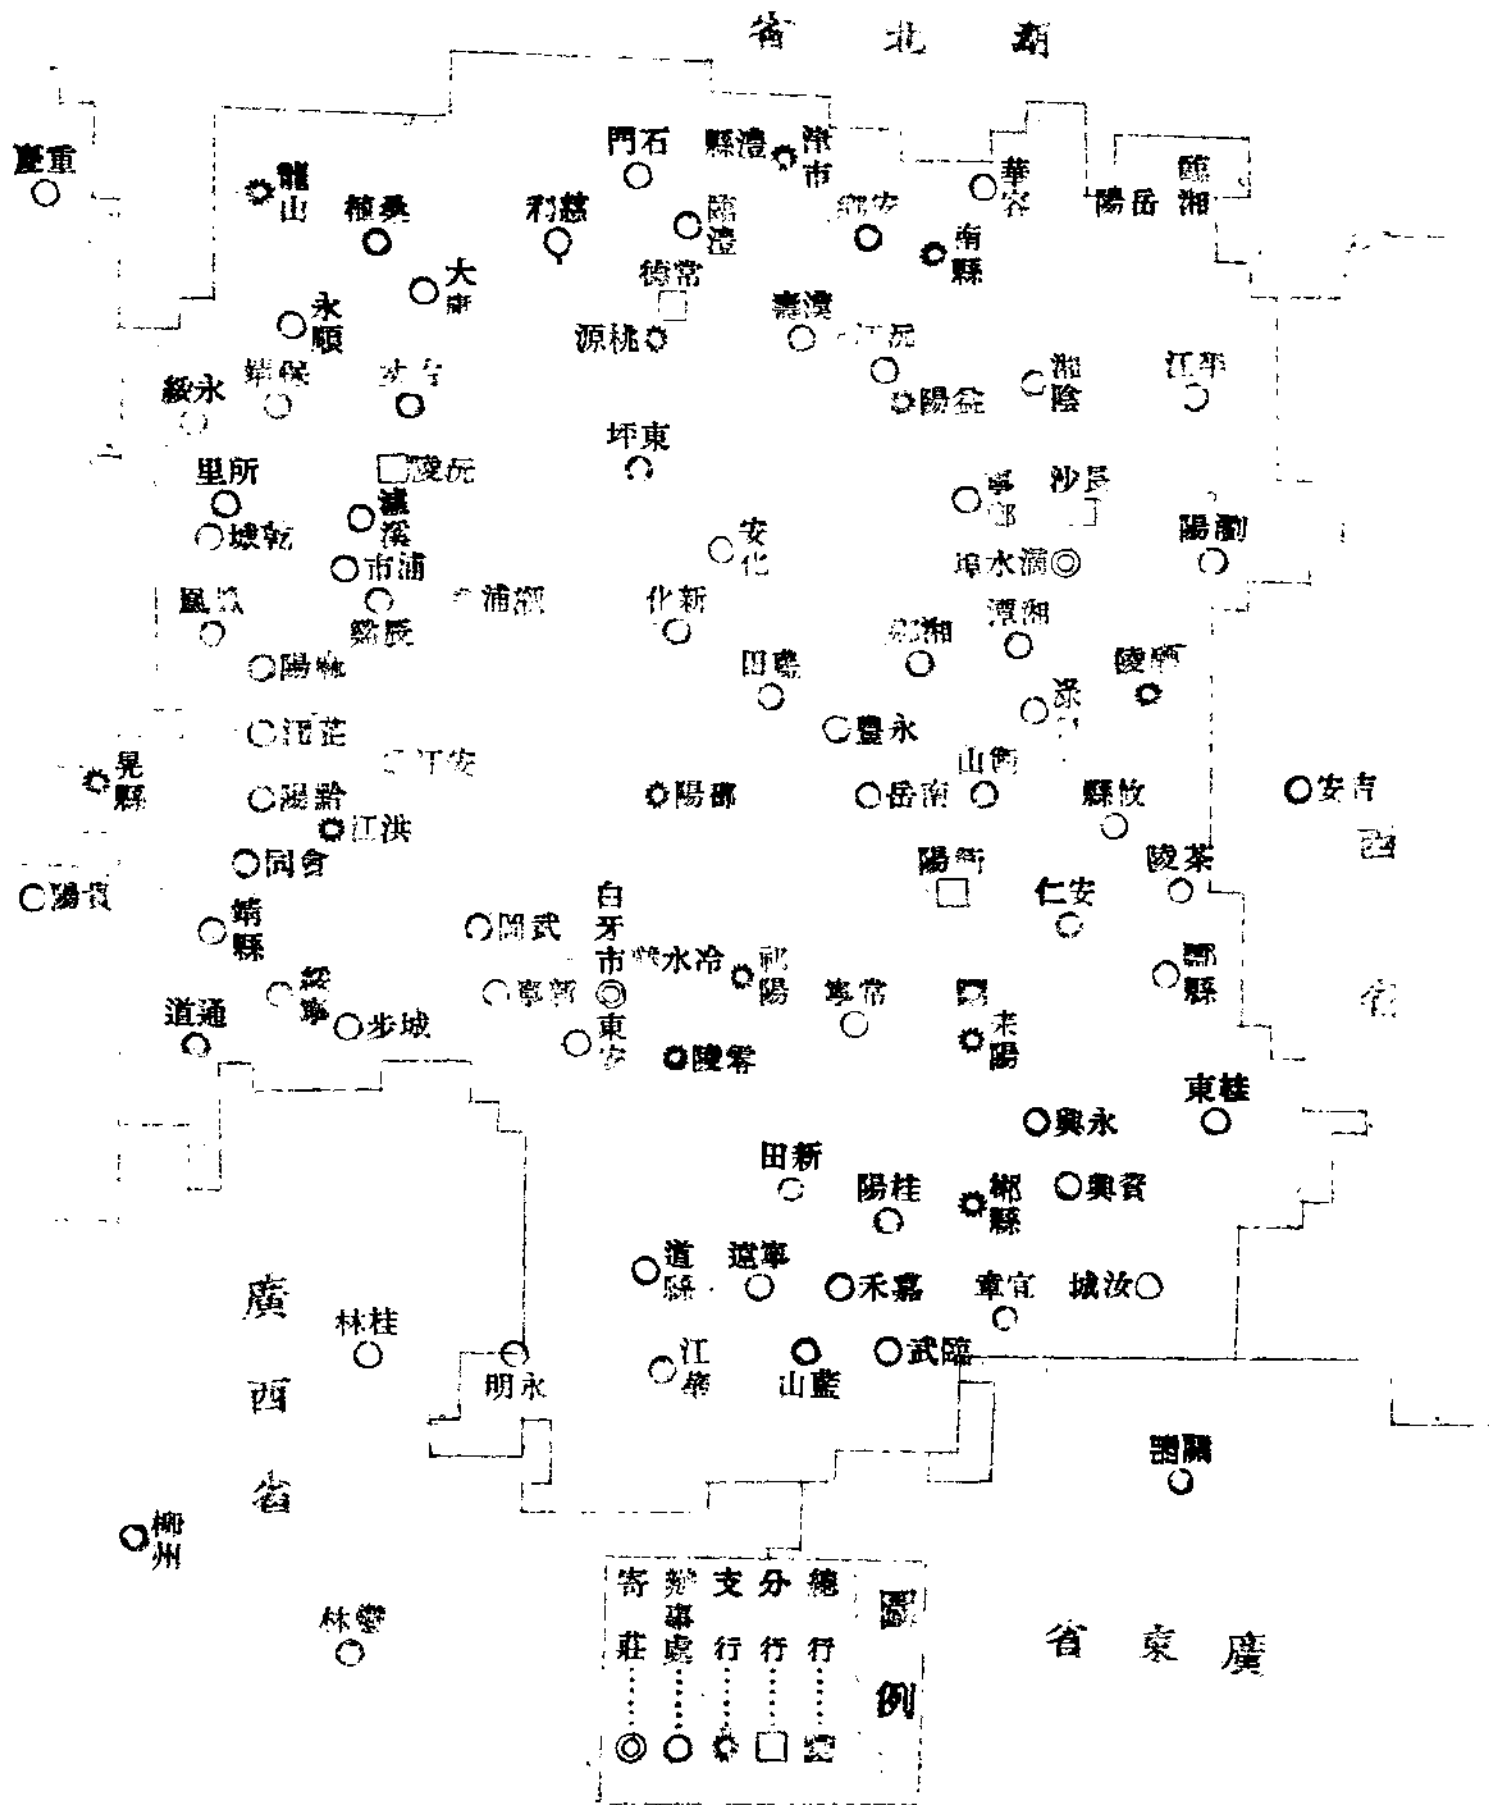 湖北省
重慶
龍山
桑植
慈利
石門
澧縣
津市
臨澧
安鄉
華容
南縣
岳陽
臨湘
大庸
永順
常德
桃源
漢壽
沅江
益陽
湘陰
平江
永綏
保靖
古丈
沅陵
東坪
所里
乾城
瀘溪
浦市
辰谿
漵浦
安化
新化
寧鄉
長沙
滴水埠
瀏陽
鳳凰
麻陽
湘鄉
湘潭
藍田
醴陵
永豐
芷江
安江
晃縣
黔陽
洪江
邵陽
南岳
衡山
攸縣
吉安
會同
貴陽
靖縣
武岡
白牙市
冷水灘
祁陽
衡陽
安仁
茶陵
酃縣
江西省
綏寧
新寧
常寧
耒陽
通道
城步
東安
零陵
永興
桂東
新田
桂陽
郴縣
資興
道縣
寧遠
嘉禾
宜章
汝城
廣西省
桂林
永明
江華
藍山
臨武
柳州
鬱林
廣東省
圖例
總行
分行
支行
辦事處
寄莊